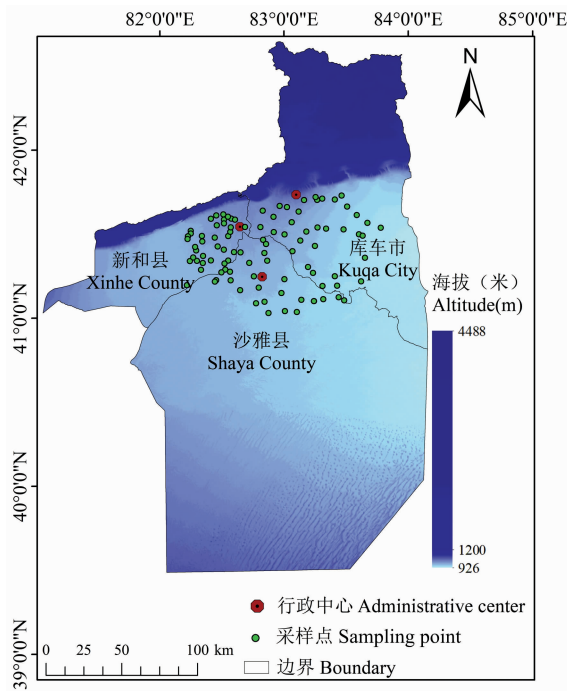 82°0′0″E 83°0′0″E 84°0′0″E 85°0′0″E
N
42°0′0″N
41°0′0″N
40°0′0″N
39°0′0″N
库车市
Kuqa City
新和县
Xinhe County
沙雅县
Shaya County
海拔（米）
Altitude(m)
4488
1200
926
行政中心 Administrative center
采样点 Sampling point
边界 Boundary
0 25 50 100 km